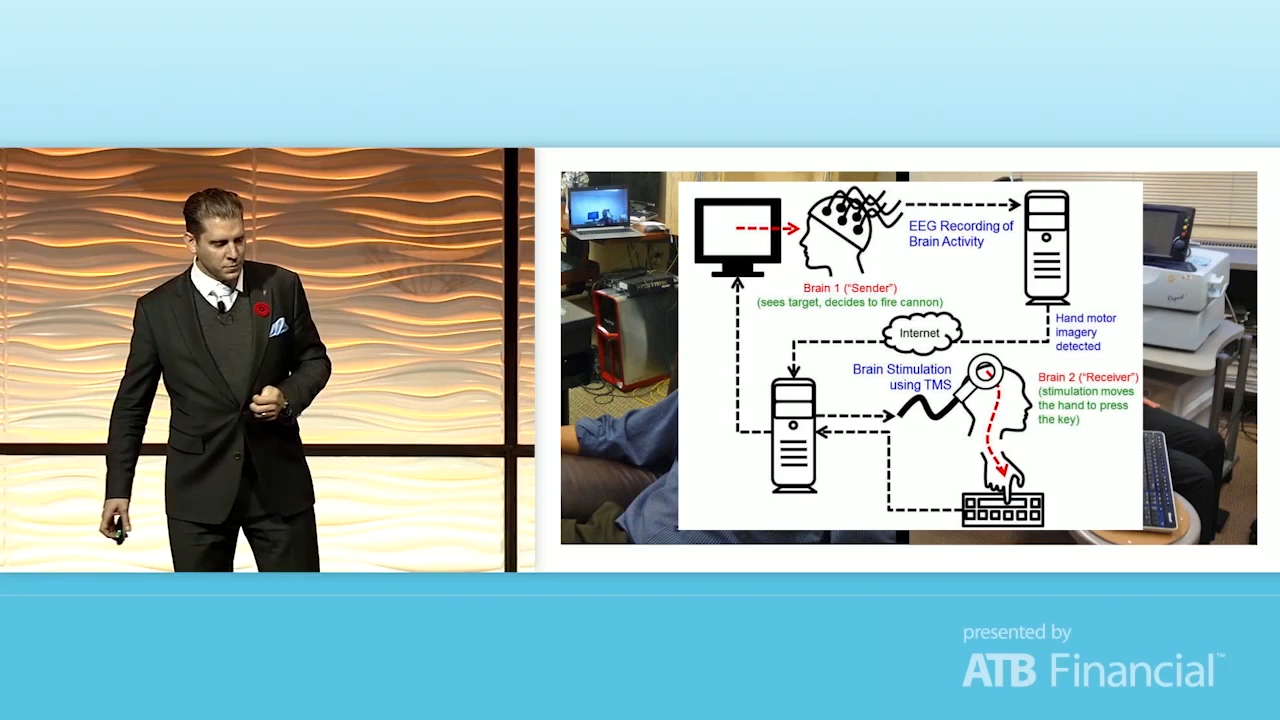 EEG Recording of
Brain Activity
Brain 1 ("Sender")
(sees target, decides to fire cannon)
Internet
Hand motor
imagery
detected
Brain Stimulation
using TMS
Brain 2 ("Receiver")
(stimulation moves
the hand to press
the key)
presented by
ATB Financial™